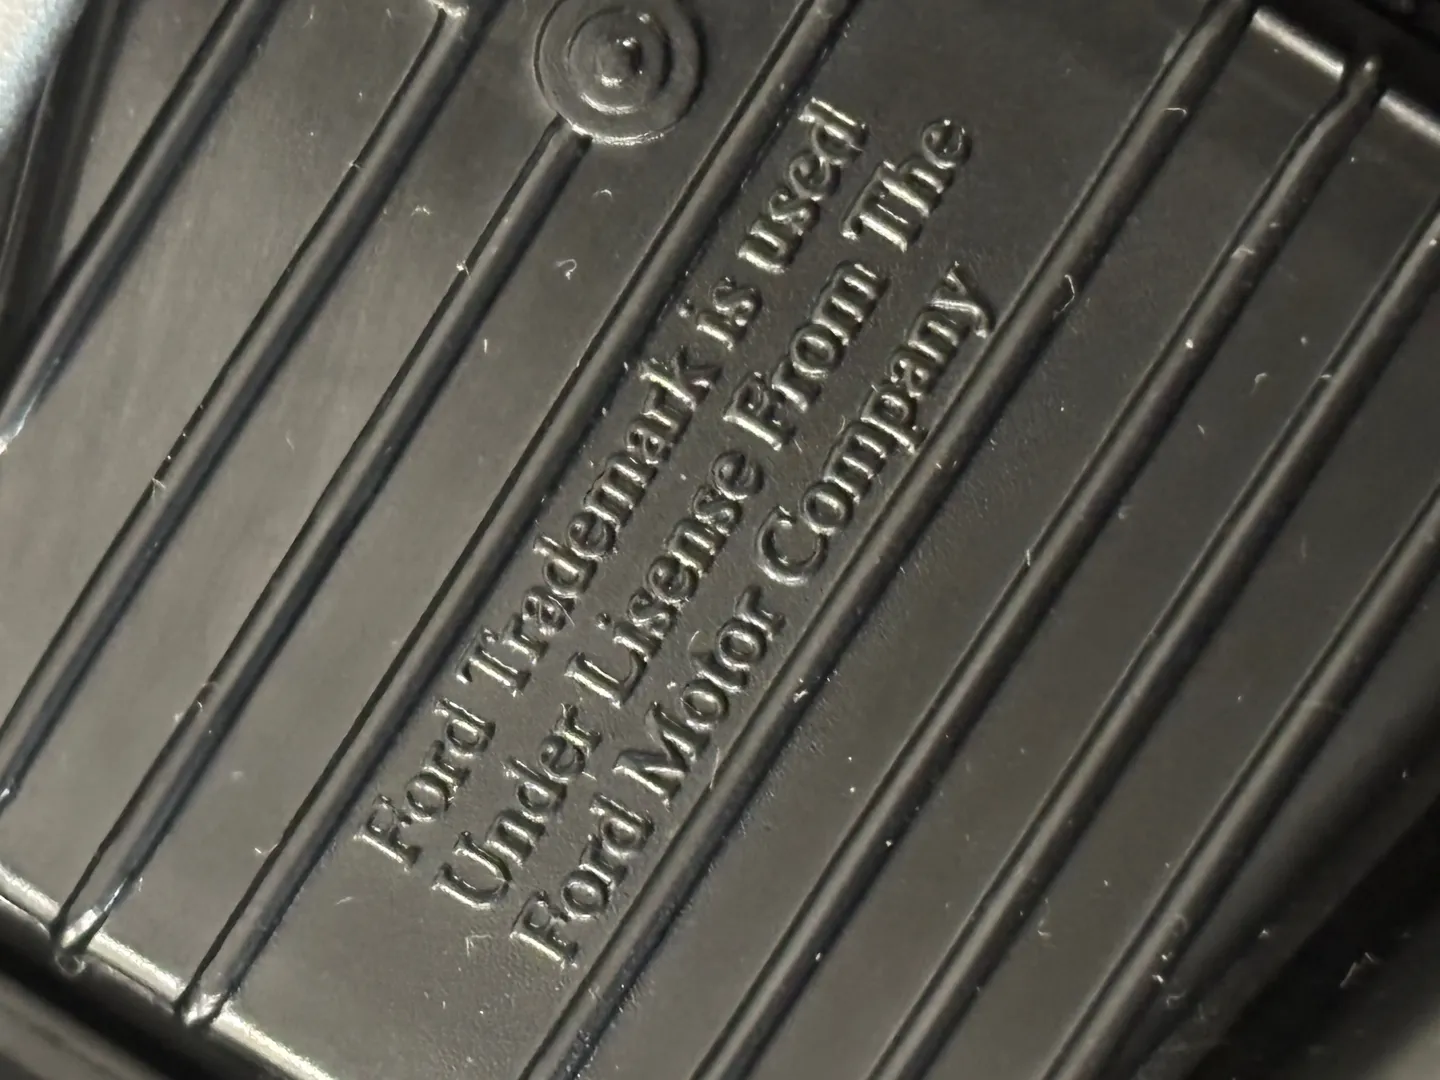 Ford Trademark is used
Under Lisense From The
Ford Motor Company